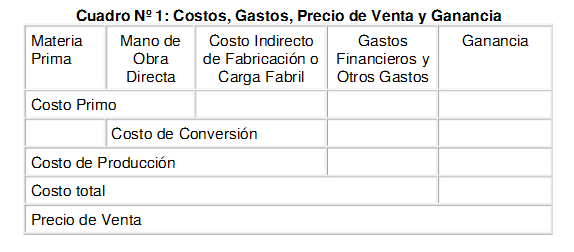 Cuadro Nº 1: Costos, Gastos, Precio de Venta y Ganancia
Materia
Prima
Mano de
Obra
Directa
Costo Indirecto
de Fabricación o
Carga Fabril
Gastos
Financieros y
Otros Gastos
Ganancia
Costo Primo
Costo de Conversión
Costo de Producción
Costo total
Precio de Venta